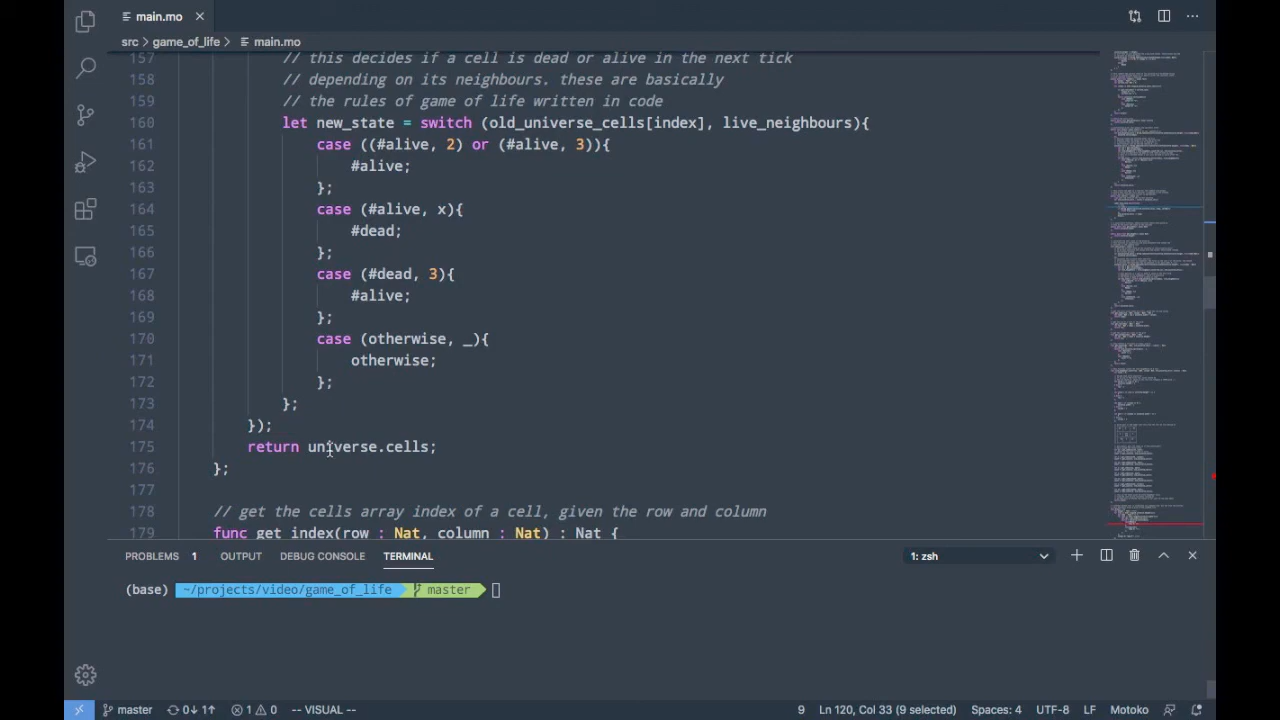 main.mo
src > game_of_life > main.mo
157 // this decides if a cell is dead or alive in the next tick
158 // depending on its neighbours. these are basically
159 // the rules of game of life written in code
160 let new_state = switch (old_universe_cells[index], live_neighbours){
161 case ((#alive, 2) or (#alive, 3)){
162 #alive;
163 };
164 case (#alive, x){
165 #dead;
166 };
167 case (#dead, 3){
168 #alive;
169 };
170 case (otherwise, _){
171 otherwise;
172 };
173 };
174 });
175 return universe.cells;
176 };
177
178 // get the cells array index of a cell, given the row and column
179 func get_index(row : Nat, column : Nat) : Nat {
PROBLEMS 1 OUTPUT DEBUG CONSOLE TERMINAL 1: zsh
(base) ~/projects/video/game_of_life master
master 0↓ 1↑ 1 0 -- VISUAL -- 9 Ln 120, Col 33 (9 selected) Spaces: 4 UTF-8 LF Motoko